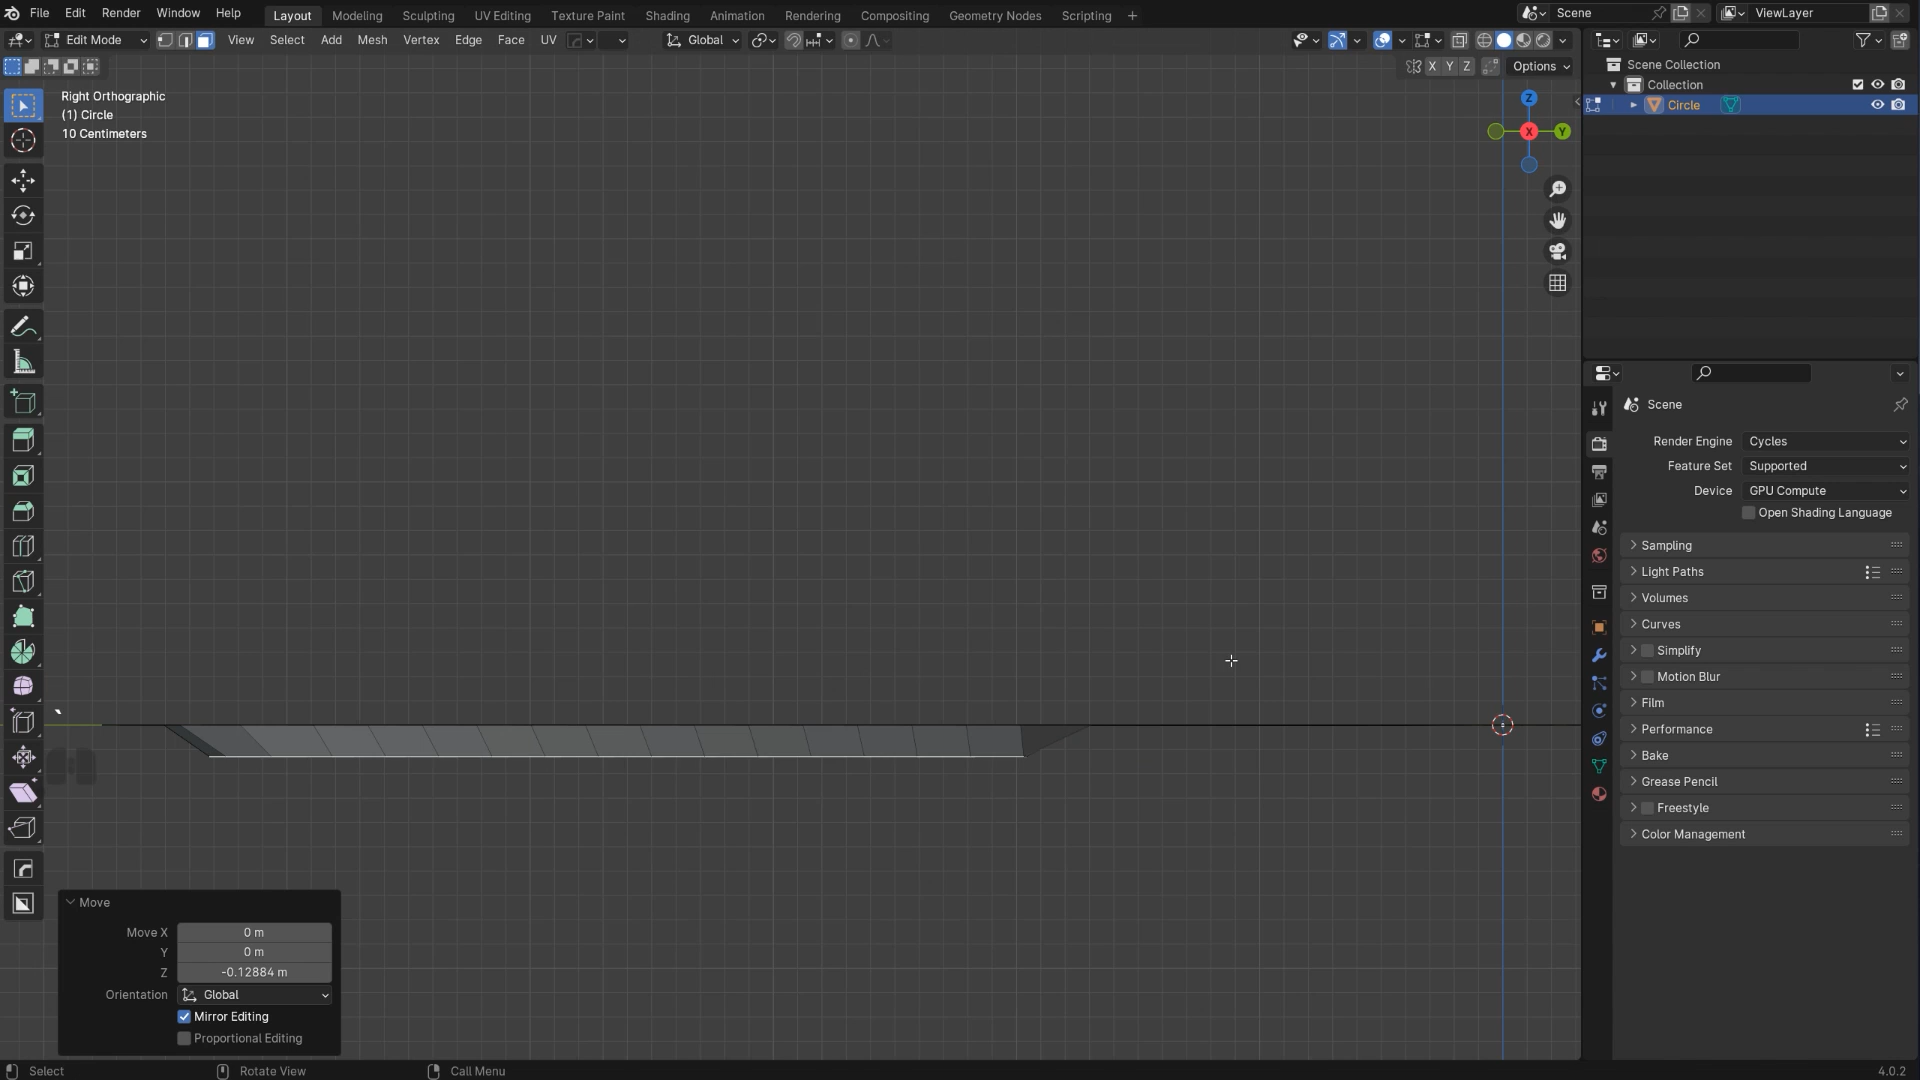 File Edit Render Window Help Layout Modeling Sculpting UV Editing Texture Paint Shading Animation Rendering Compositing Geometry Nodes Scripting + Scene ViewLayer
Edit Mode View Select Add Mesh Vertex Edge Face UV Global
X Y Z Options
Right Orthographic
(1) Circle
10 Centimeters
Z
X Y
Scene Collection
Collection
Circle
Scene
Render Engine Cycles
Feature Set Supported
Device GPU Compute
Open Shading Language
Sampling
Light Paths
Volumes
Curves
Simplify
Motion Blur
Film
Performance
Bake
Grease Pencil
Freestyle
Color Management
Move
Move X 0 m
Y 0 m
Z -0.12884 m
Orientation Global
Mirror Editing
Proportional Editing
Select Rotate View Call Menu 4.0.2